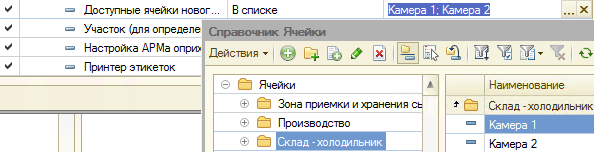 Доступные ячейки новог... В списке Камера 1; Камера 2 ... x
Участок (для определе
Настройка АРМа оприх
Принтер этикеток
Справочник Ячейки
Действия
Ячейки
Зона приемки и хранения сы
Производство
Склад - холодильник
Наименование
Склад - холодильник
Камера 1
Камера 2